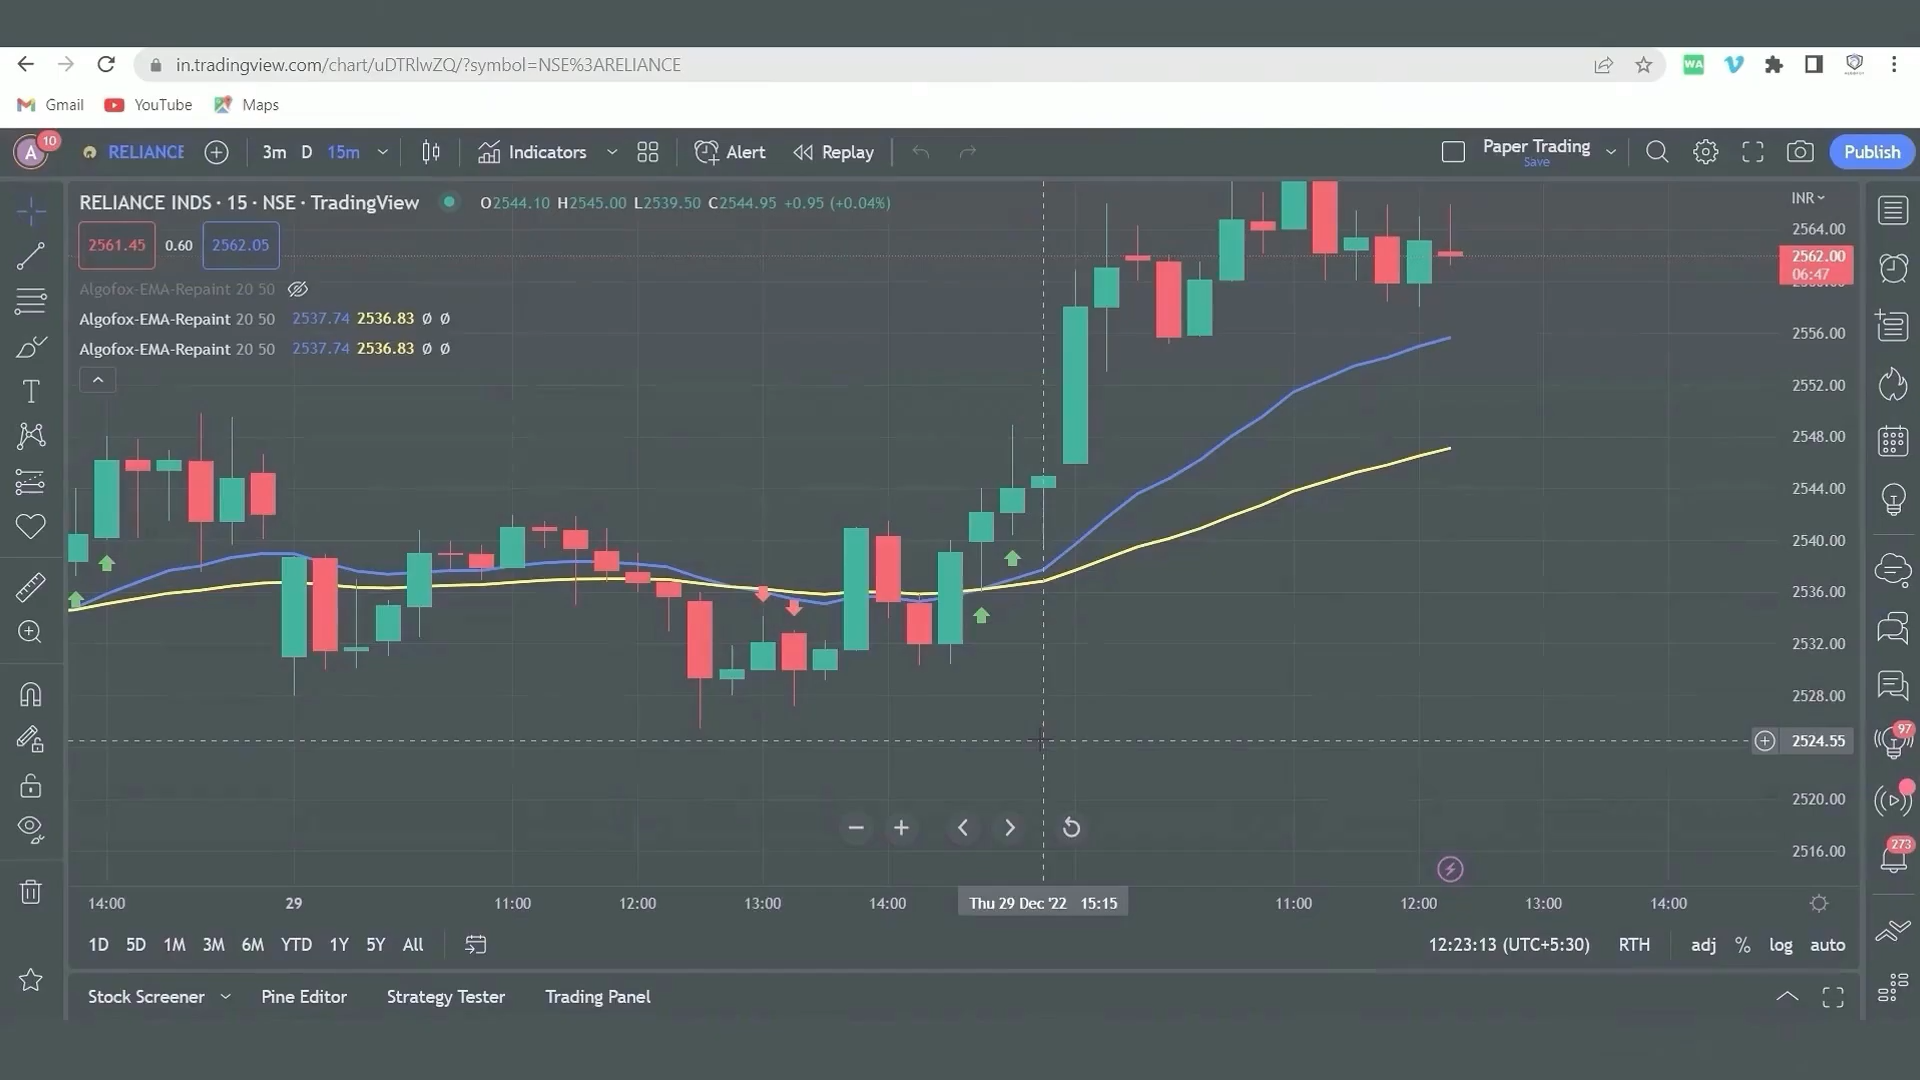 in.tradingview.com/chart/uDTRlwZQ/?symbol=NSE%3ARELIANCE
WA
Gmail YouTube Maps
A 10 RELIANCE 3m D 15m Indicators Alert Replay Paper Trading Save Publish
RELIANCE INDS · 15 · NSE · TradingView O2544.10 H2545.00 L2539.50 C2544.95 +0.95 (+0.04%)
INR
2561.45 0.60 2562.05
Algofox-EMA-Repaint 20 50
Algofox-EMA-Repaint 20 50 2537.74 2536.83 Ø Ø
Algofox-EMA-Repaint 20 50 2537.74 2536.83 Ø Ø
2564.00
2562.00
06:47
2556.00
2552.00
2548.00
2544.00
2540.00
2536.00
2532.00
2528.00
2524.55
2520.00
2516.00
97
273
14:00 29 11:00 12:00 13:00 14:00 Thu 29 Dec '22 15:15 11:00 12:00 13:00 14:00
1D 5D 1M 3M 6M YTD 1Y 5Y All 12:23:13 (UTC+5:30) RTH adj % log auto
Stock Screener Pine Editor Strategy Tester Trading Panel